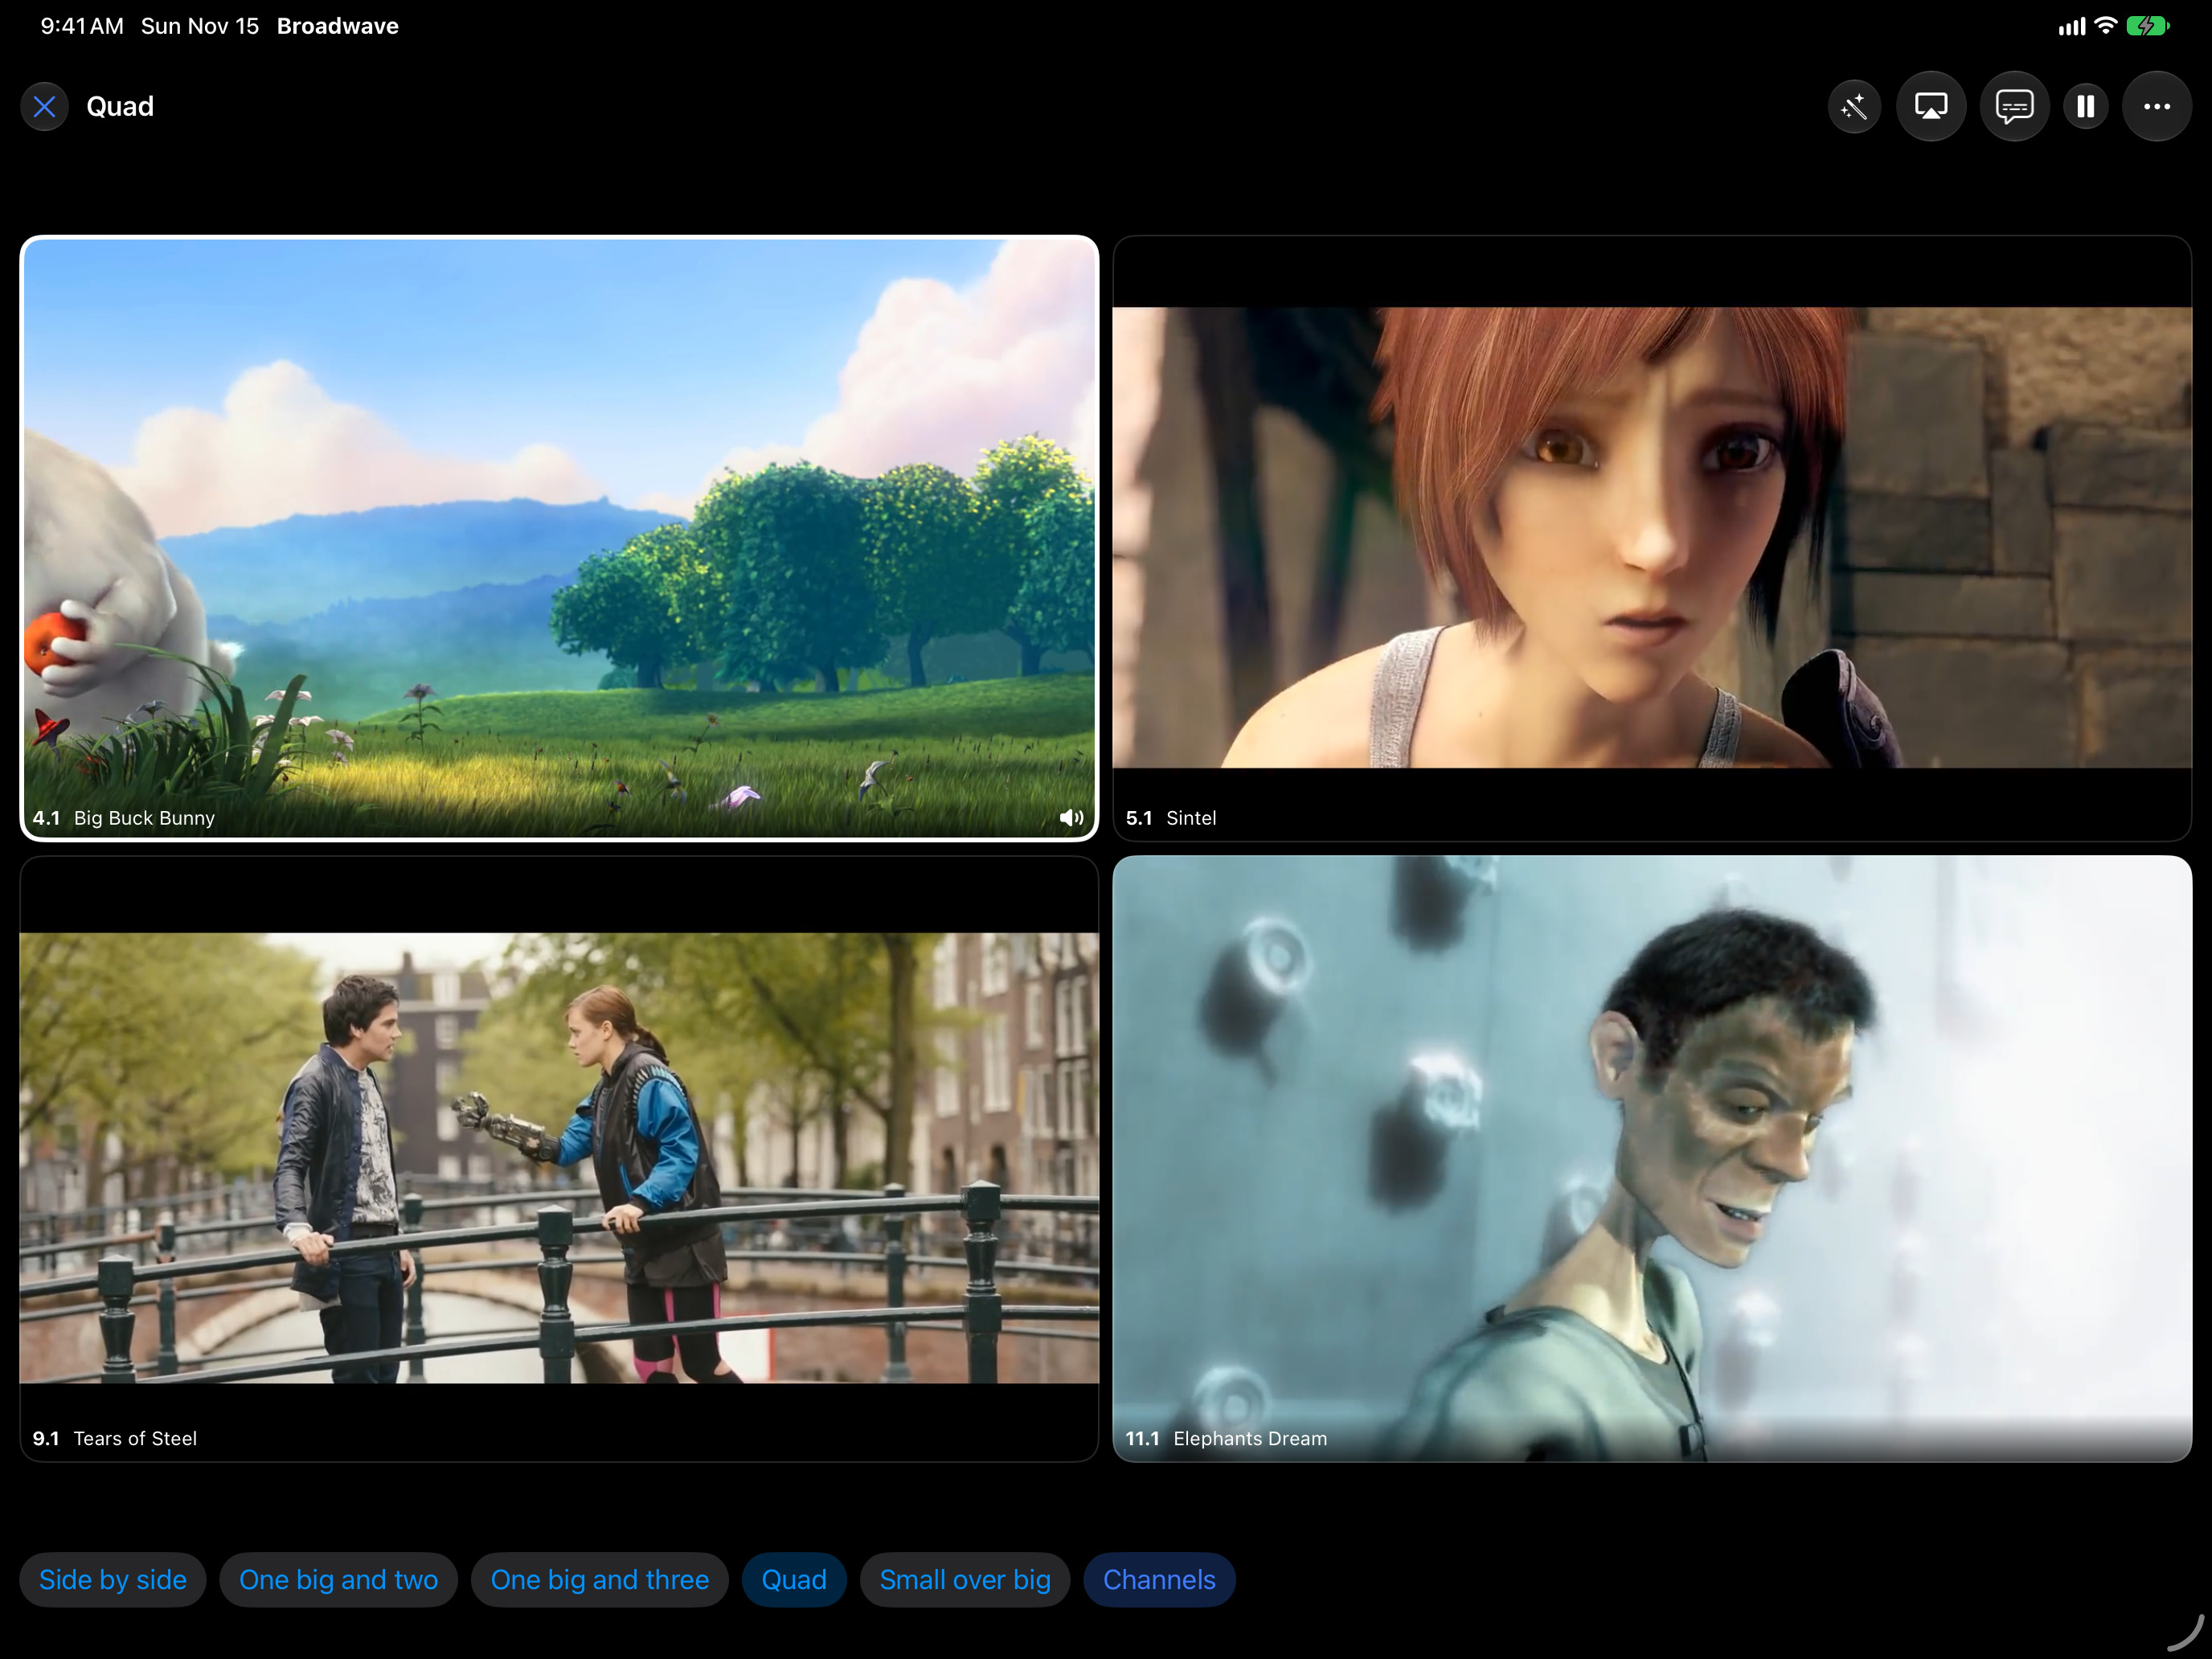 9:41 AM Sun Nov 15 Broadwave
Quad
4.1 Big Buck Bunny
5.1 Sintel
9.1 Tears of Steel
11.1 Elephants Dream
Side by side One big and two One big and three Quad Small over big Channels